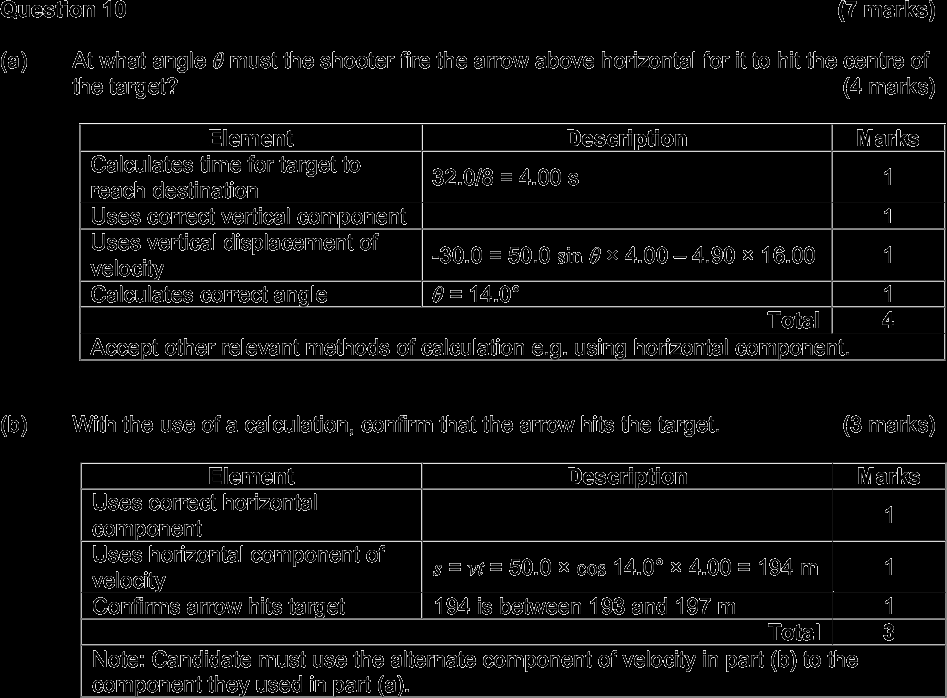 Question 10 (7 marks)
(a) At what angle θ must the shooter fire the arrow above horizontal for it to hit the centre of
the target? (4 marks)
Element Description Marks
Calculates time for target to
reach destination 32.0/8 = 4.00 s 1
Uses correct vertical component 1
Uses vertical displacement of
velocity -30.0 = 50.0 sin θ × 4.00 – 4.90 × 16.00 1
Calculates correct angle θ = 14.0° 1
Total 4
Accept other relevant methods of calculation e.g. using horizontal component.
(b) With the use of a calculation, confirm that the arrow hits the target. (3 marks)
Element Description Marks
Uses correct horizontal
component 1
Uses horizontal component of
velocity s = vt = 50.0 × cos 14.0° × 4.00 = 194 m 1
Confirms arrow hits target 194 is between 193 and 197 m 1
Total 3
Note: Candidate must use the alternate component of velocity in part (b) to the
component they used in part (a).